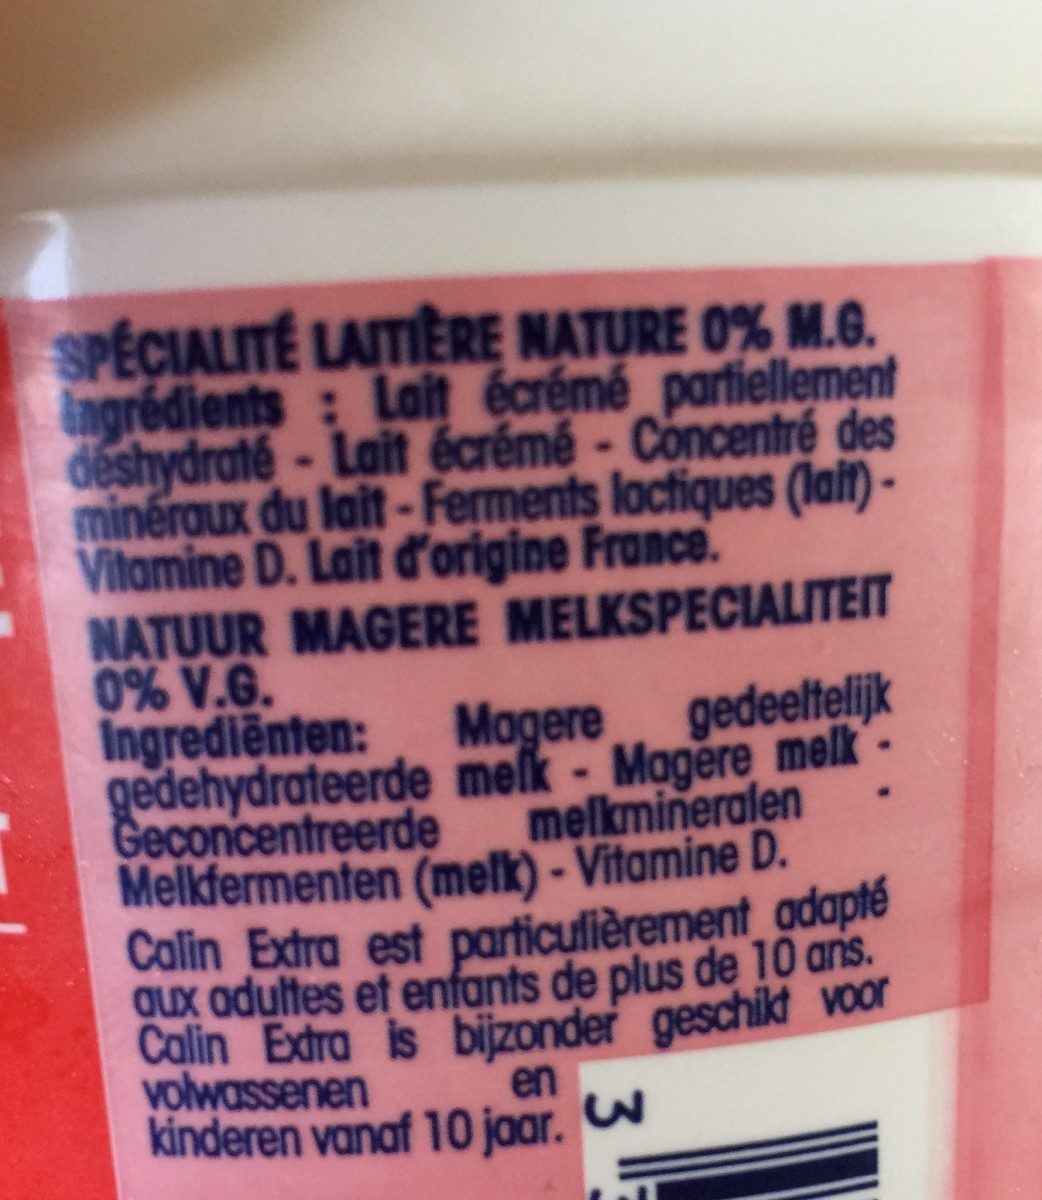 SPÉCIALITÉ LAITIÈRE NATURE 0% M.G.
Ingrédients : Lait écrémé partiellement
déshydraté - Lait écrémé - Concentré des
minéraux du lait - Ferments lactiques (lait) -
Vitamine D. Lait d'origine France.
NATUUR MAGERE MELKSPECIALITEIT
0% V.G.
Ingrediënten: Magere gedeeltelijk
gedehydrateerde melk - Magere melk -
Geconcentreerde melkmineralen -
Melkfermenten (melk) - Vitamine D.
Calin Extra est particulièrement adapté
aux adultes et enfants de plus de 10 ans.
Calin Extra is bijzonder geschikt voor
volwassenen en
kinderen vanaf 10 jaar.
3